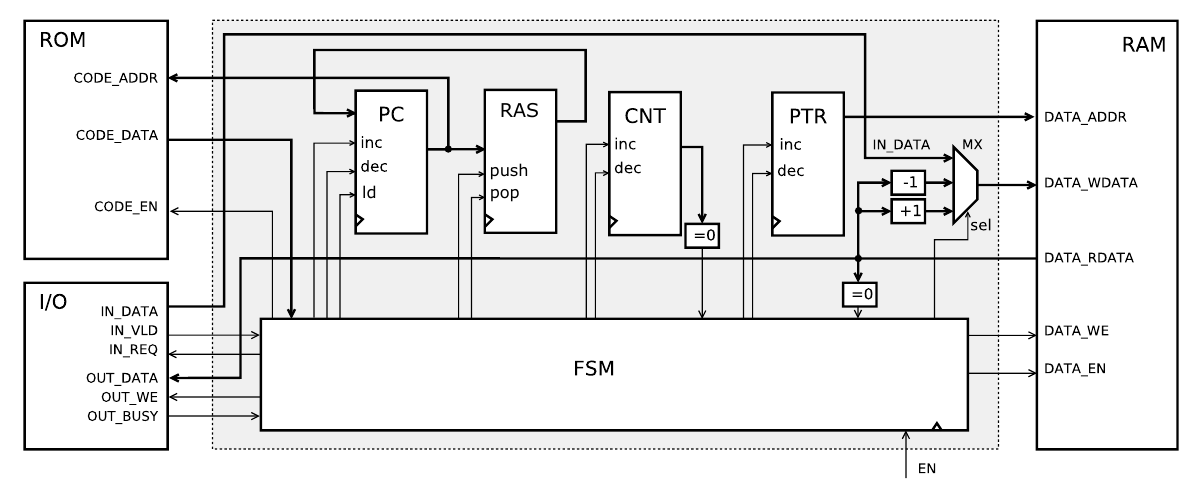 ROM
CODE_ADDR
CODE_DATA
CODE_EN
I/O
IN_DATA
IN_VLD
IN_REQ
OUT_DATA
OUT_WE
OUT_BUSY
PC
inc
dec
ld
RAS
push
pop
CNT
inc
dec
=0
PTR
inc
dec
IN_DATA
MX
-1
+1
sel
=0
FSM
EN
RAM
DATA_ADDR
DATA_WDATA
DATA_RDATA
DATA_WE
DATA_EN